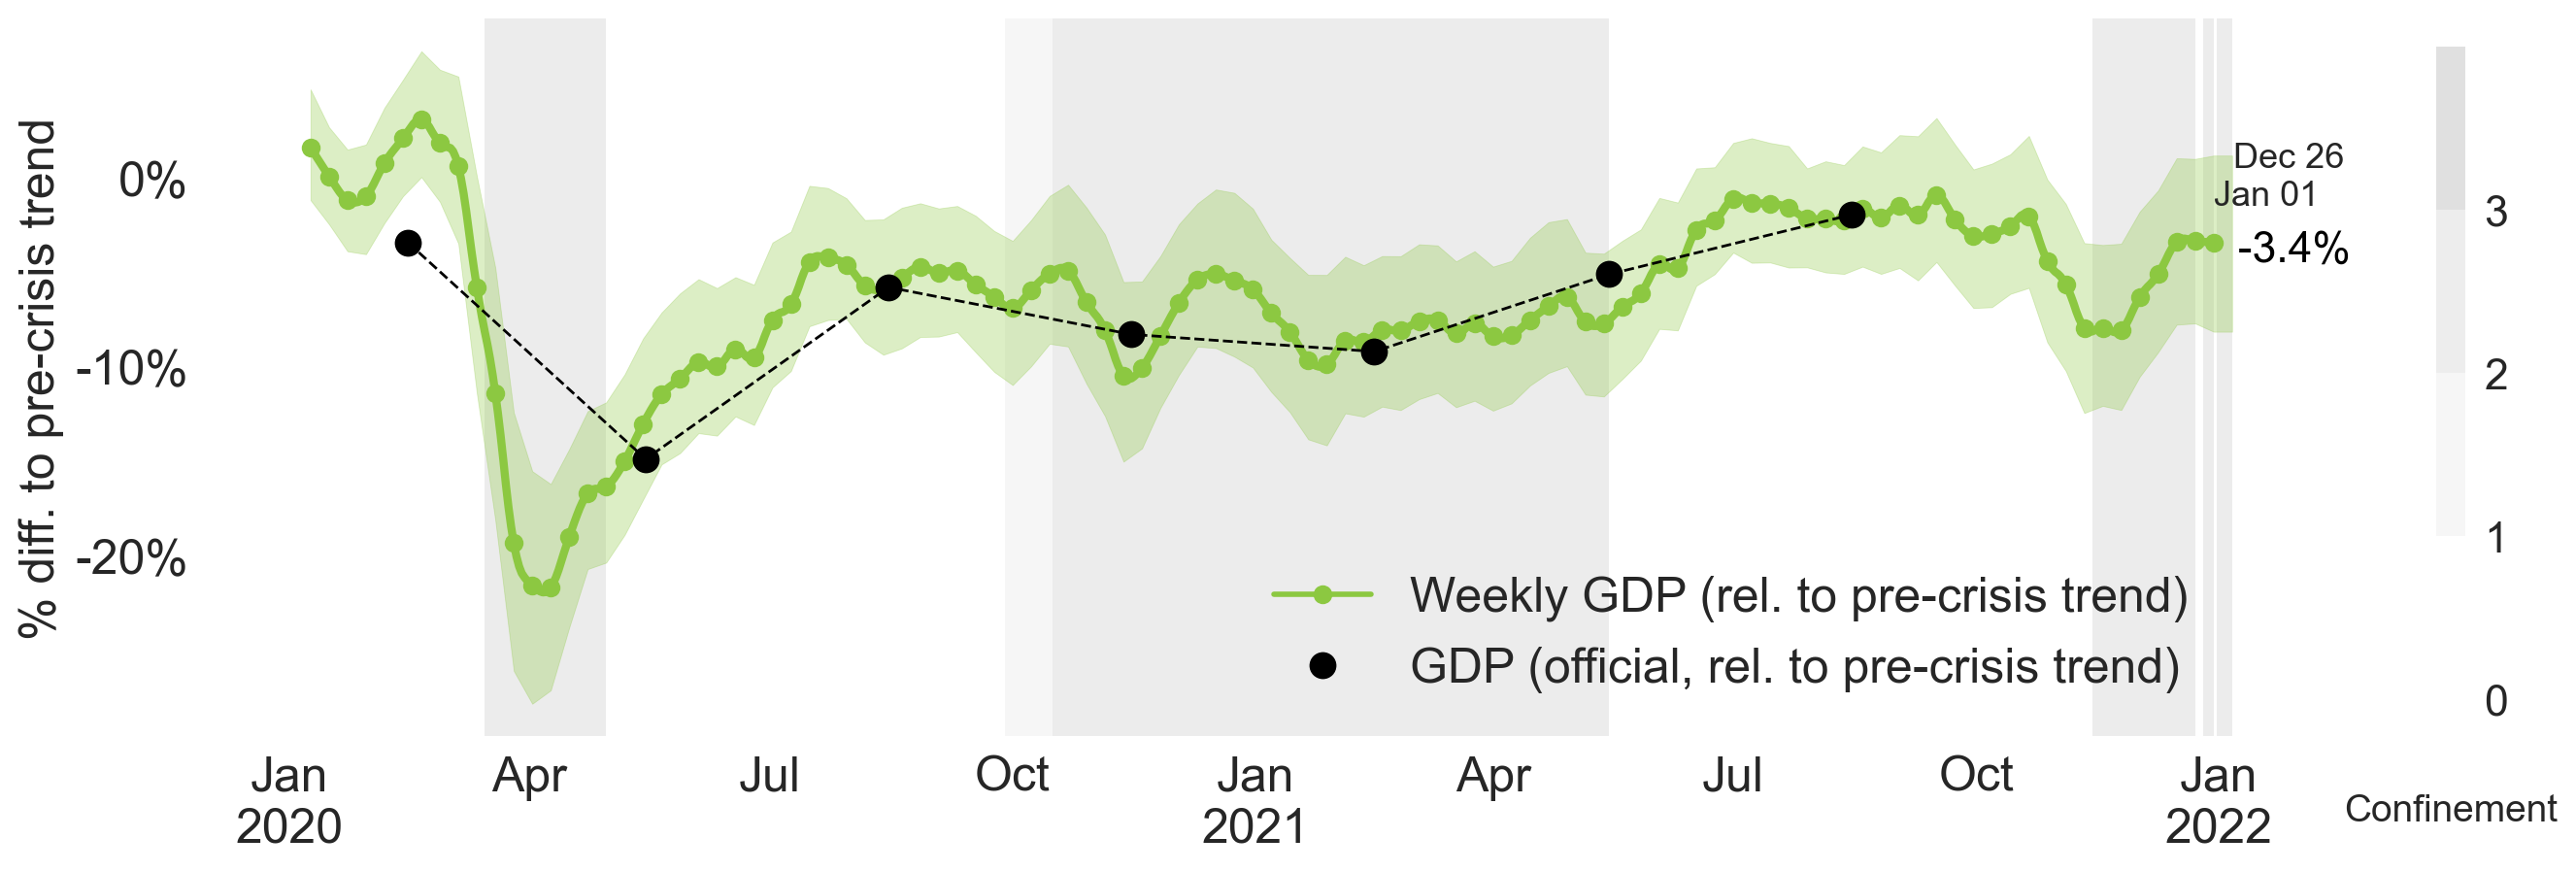 % diff. to pre-crisis trend
0%
-10%
-20%
Dec 26
Jan 01
-3.4%
Weekly GDP (rel. to pre-crisis trend)
GDP (official, rel. to pre-crisis trend)
3
2
1
0
Confinement
Jan Apr Jul Oct Jan Apr Jul Oct Jan
2020 2021 2022